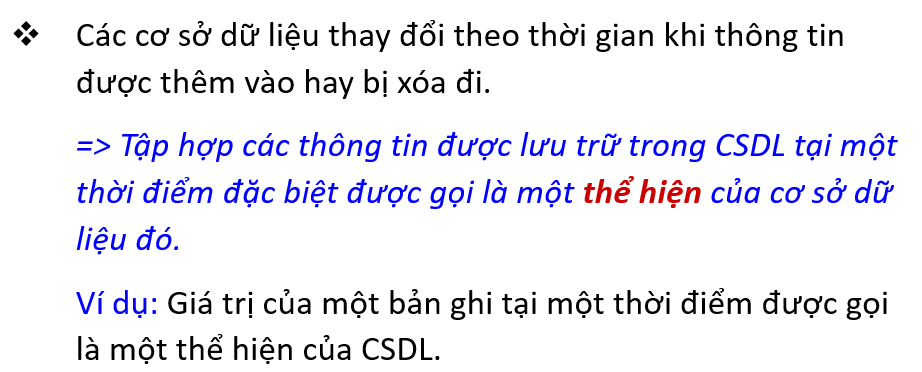 ❖ Các cơ sở dữ liệu thay đổi theo thời gian khi thông tin
được thêm vào hay bị xóa đi.
=> Tập hợp các thông tin được lưu trữ trong CSDL tại một
thời điểm đặc biệt được gọi là một thể hiện của cơ sở dữ
liệu đó.
Ví dụ: Giá trị của một bản ghi tại một thời điểm được gọi
là một thể hiện của CSDL.